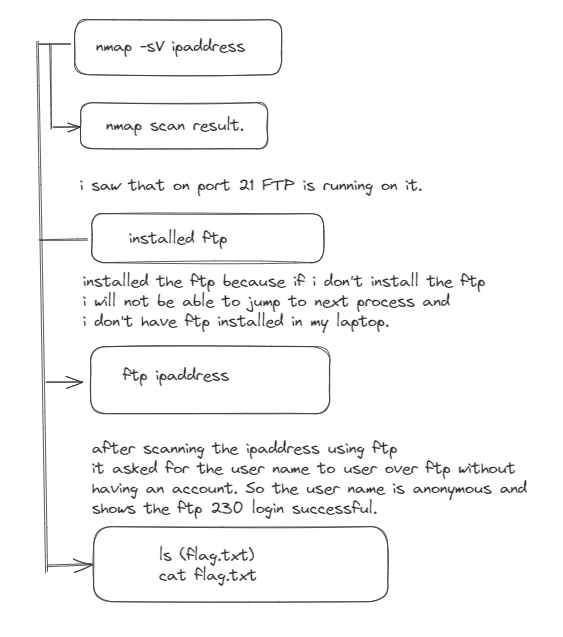 nmap -sV ipaddress
nmap scan result.
i saw that on port 21 FTP is running on it.
installed ftp
installed the ftp because if i don't install the ftp
i will not be able to jump to next process and
i don't have ftp installed in my laptop.
ftp ipaddress
after scanning the ipaddress using ftp
it asked for the user name to user over ftp without
having an account. So the user name is anonymous and
shows the ftp 230 login successful.
ls (flag.txt)
cat flag.txt